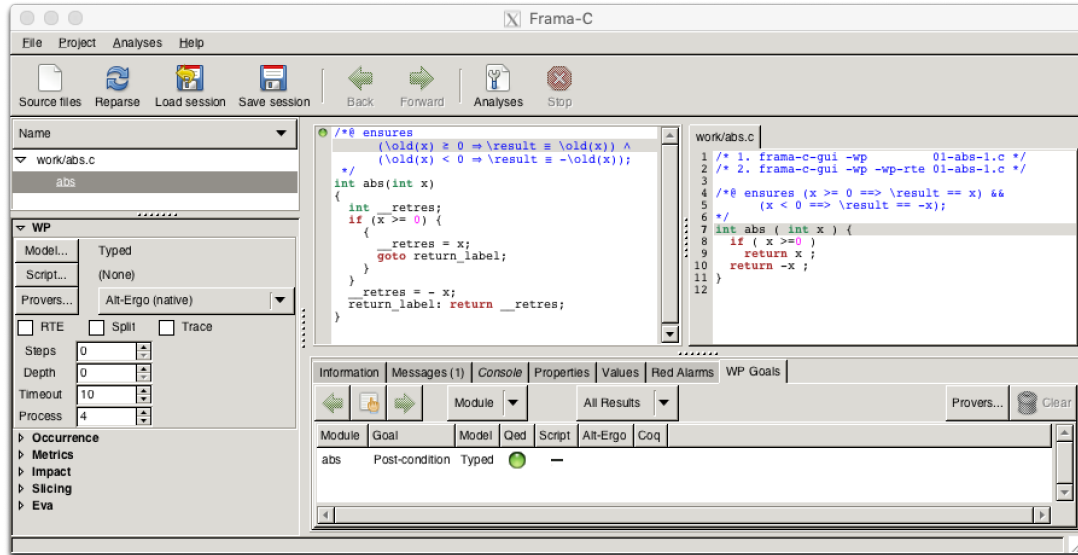 Frama-C
File Project Analyses Help
Source files Reparse Load session Save session Back Forward Analyses Stop
Name
work/abs.c
abs
WP
Model... Typed
Script... (None)
Provers... Alt-Ergo (native)
RTE Split Trace
Steps 0
Depth 0
Timeout 10
Process 4
Occurrence
Metrics
Impact
Slicing
Eva
/*@ ensures
(\old(x) ≥ 0 ⇒ \result ≡ \old(x)) ∧
(\old(x) < 0 ⇒ \result ≡ -\old(x));
*/
int abs(int x)
{
int __retres;
if (x >= 0) {
{
__retres = x;
goto return_label;
}
}
__retres = - x;
return_label: return __retres;
}
work/abs.c
1 /* 1. frama-c-gui -wp 01-abs-1.c */
2 /* 2. frama-c-gui -wp -wp-rte 01-abs-1.c */
3
4 /*@ ensures (x >= 0 ==> \result == x) &&
5 (x < 0 ==> \result == -x);
6 */
7 int abs ( int x ) {
8 if ( x >=0 )
9 return x ;
10 return -x ;
11 }
12
Information Messages (1) Console Properties Values Red Alarms WP Goals
Module All Results Provers... Clear
Module Goal Model Qed Script Alt-Ergo Coq
abs Post-condition Typed —